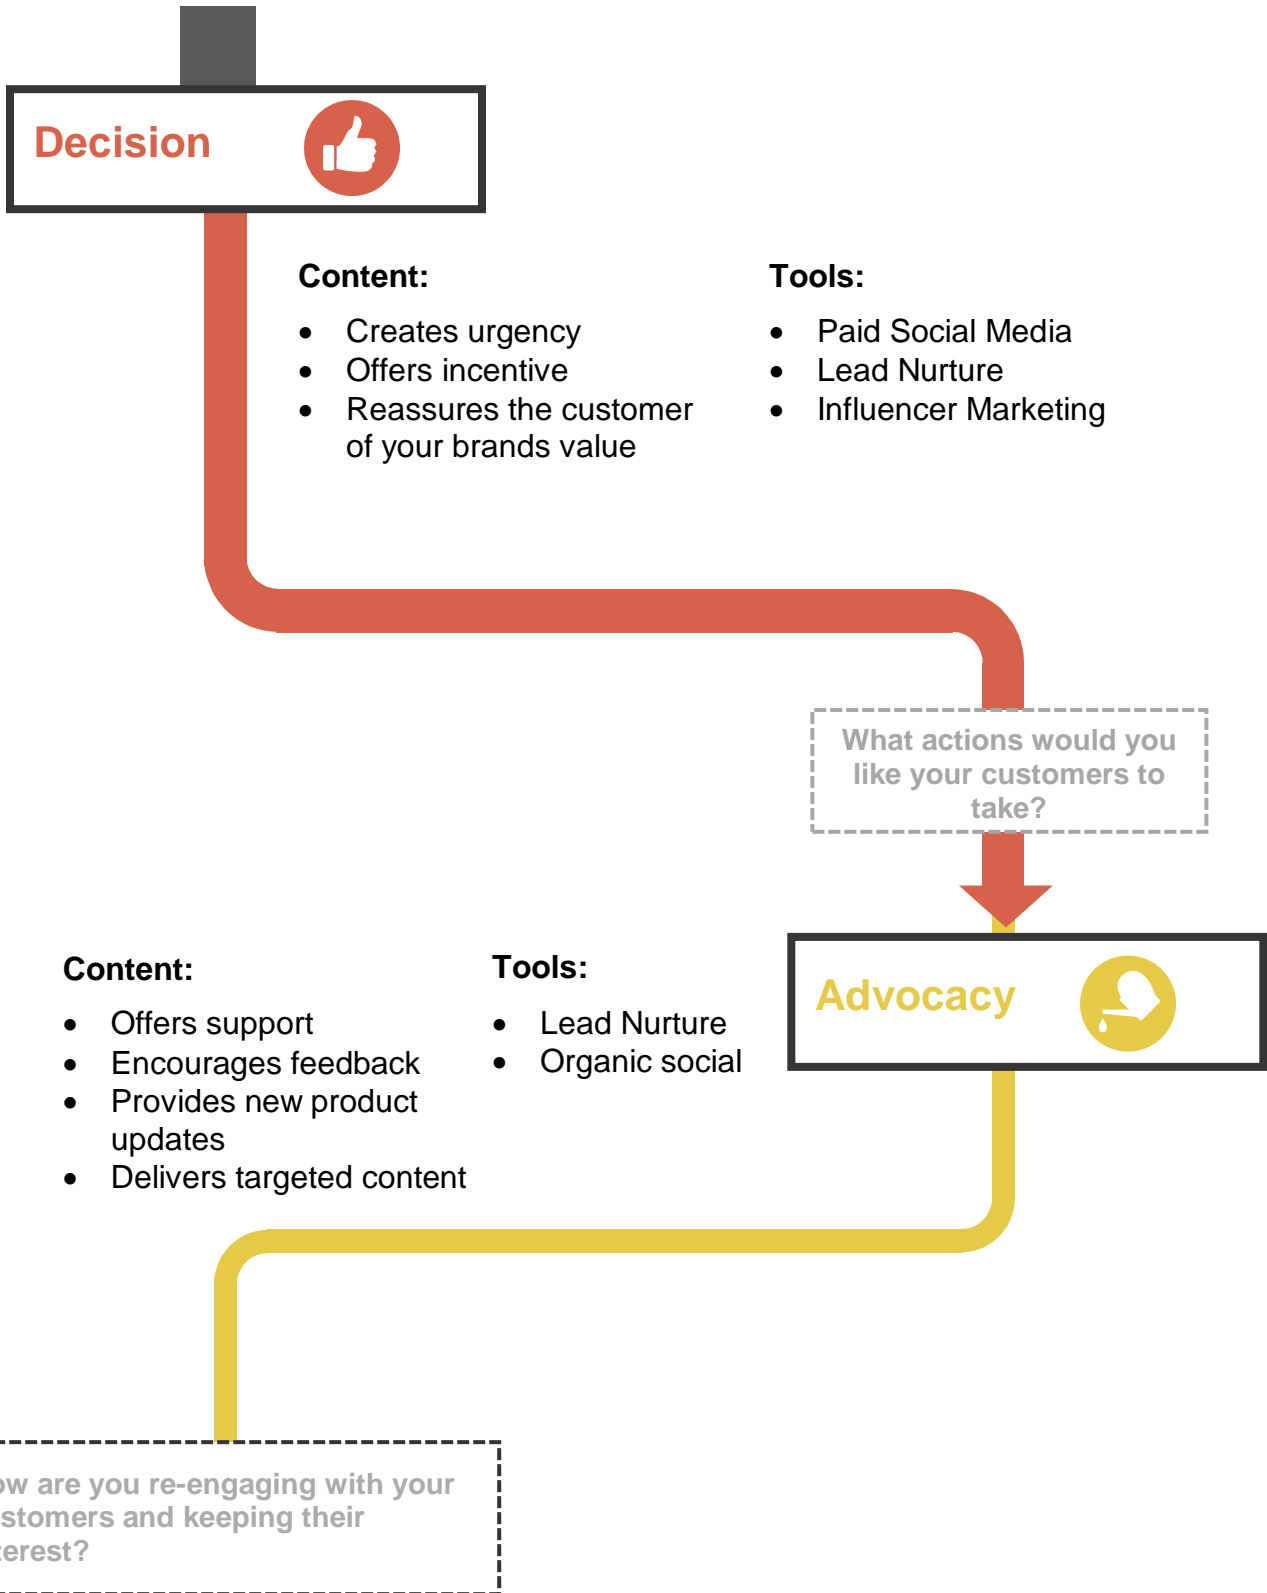 Decision
Content:
Creates urgency
Offers incentive
Reassures the customer
of your brands value
Tools:
Paid Social Media
Lead Nurture
Influencer Marketing
What actions would you
like your customers to
take?
Advocacy
Content:
Offers support
Encourages feedback
Provides new product
updates
Delivers targeted content
Tools:
Lead Nurture
Organic social
are you re-engaging with your
and keeping their